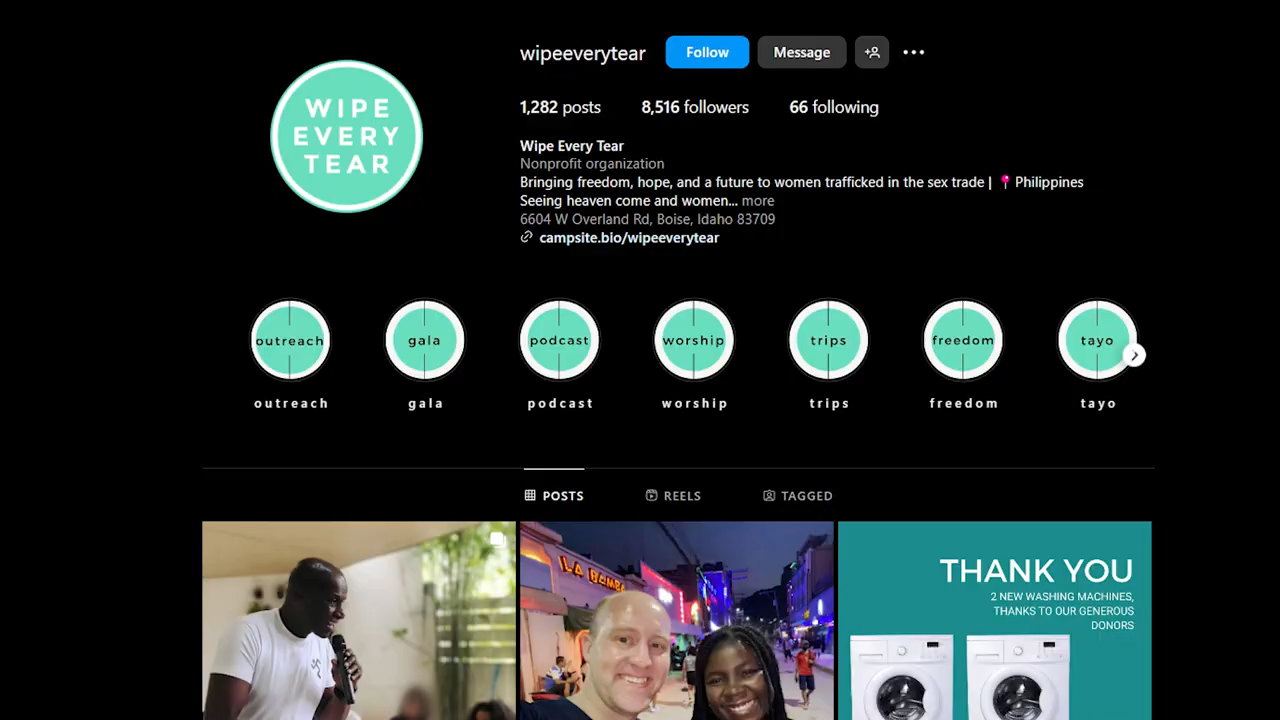 wipeeverytear Follow Message
1,282 posts 8,516 followers 66 following
WIPE
EVERY
TEAR
Wipe Every Tear
Nonprofit organization
Bringing freedom, hope, and a future to women trafficked in the sex trade | 📍Philippines
Seeing heaven come and women... more
6604 W Overland Rd, Boise, Idaho 83709
campsite.bio/wipeeverytear
outreach gala podcast worship trips freedom tayo
outreach gala podcast worship trips freedom tayo
POSTS REELS TAGGED
LA BAMBA
THANK YOU
2 NEW WASHING MACHINES,
THANKS TO OUR GENEROUS
DONORS